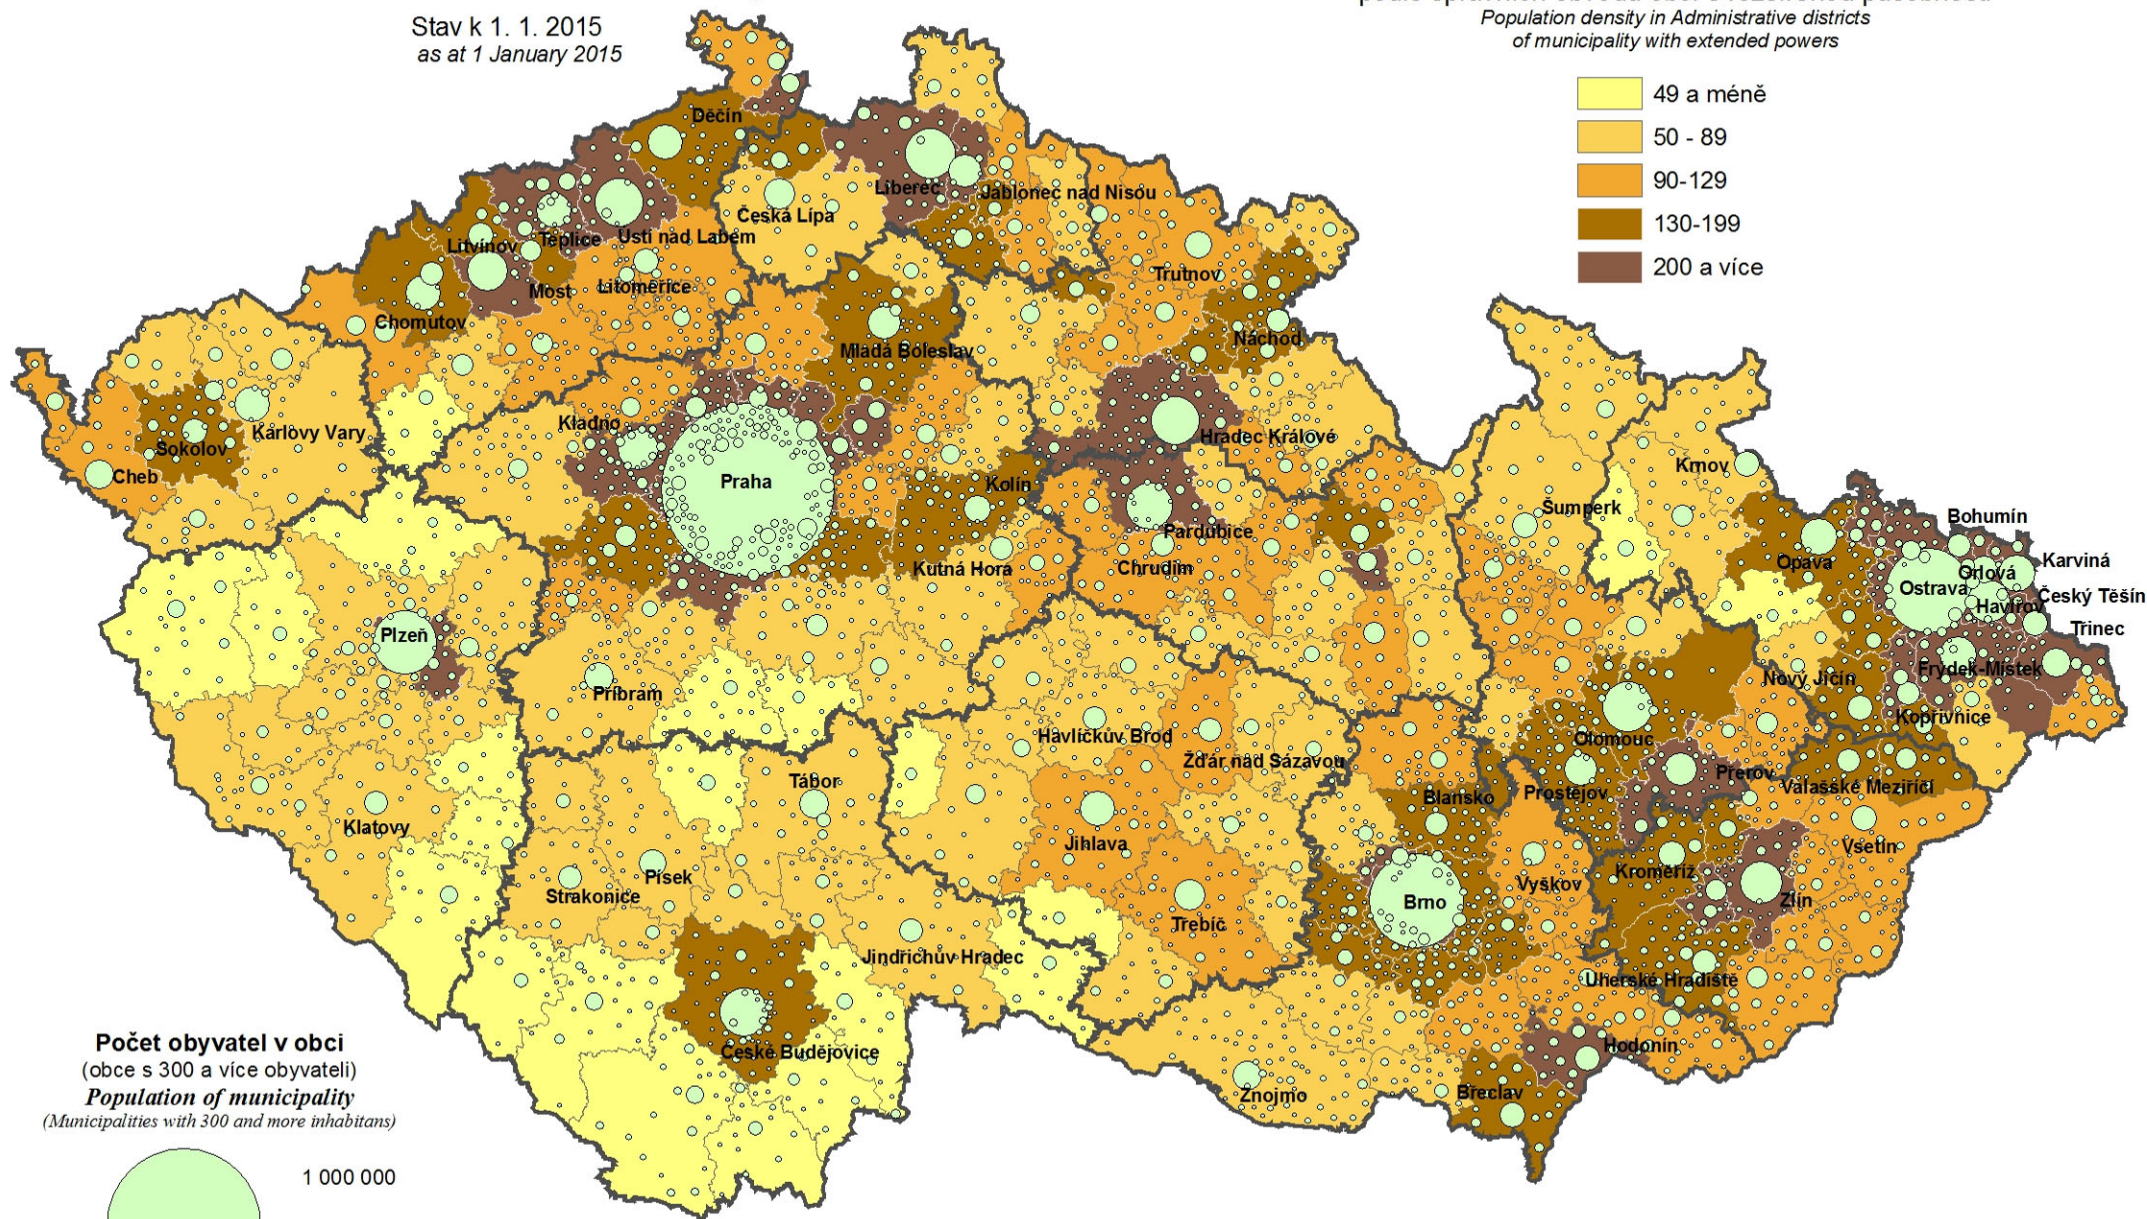 Stav k 1. 1. 2015
as at 1 January 2015
Population density in Administrative districts
of municipality with extended powers
49 a méně
50 - 89
90-129
130-199
200 a více
Děčín
Liberec
Jablonec nad Nisou
Česká Lípa
Litvínov
Teplice
Ústí nad Labem
Trutnov
Most
Litoměřice
Chomutov
Náchod
Mladá Boleslav
Kladno
Karlovy Vary
Sokolov
Hradec Králové
Cheb
Krnov
Praha
Kolín
Šumperk
Bohumín
Pardubice
Karviná
Opava
Orlová
Kutná Hora
Chrudim
Ostrava
Český Těšín
Havířov
Plzeň
Třinec
Frýdek-Místek
Nový Jičín
Příbram
Kopřivnice
Havlíčkův Brod
Olomouc
Žďár nad Sázavou
Přerov
Tábor
Valašské Meziříčí
Prostějov
Blansko
Klatovy
Jihlava
Vsetín
Kroměříž
Písek
Vyškov
Strakonice
Zlín
Brno
Třebíč
Jindřichův Hradec
Uherské Hradiště
Hodonín
České Budějovice
Břeclav
Znojmo
Počet obyvatel v obci
(obce s 300 a více obyvateli)
Population of municipality
(Municipalities with 300 and more inhabitans)
1 000 000